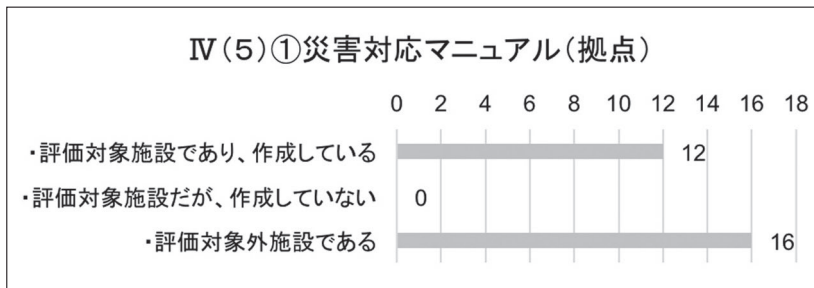 Ⅳ(5)①災害対応マニュアル(拠点)
0 2 4 6 8 10 12 14 16 18
・評価対象施設であり、作成している 12
・評価対象施設だが、作成していない 0
・評価対象外施設である 16